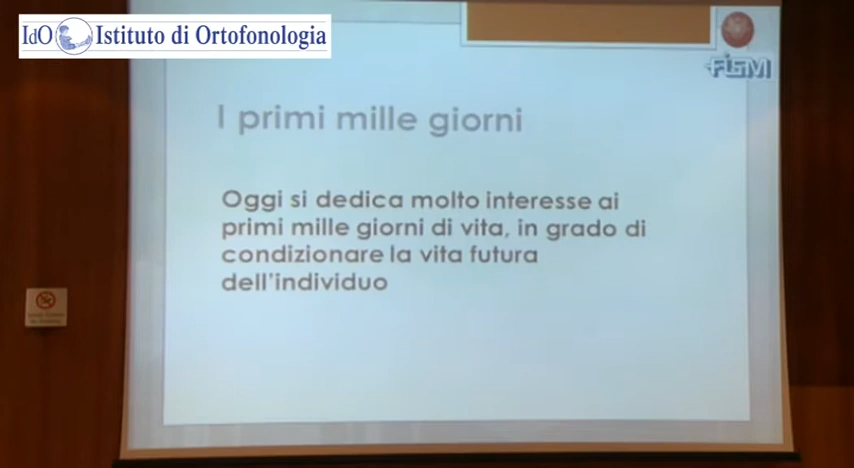 IdO Istituto di Ortofonologia
FISM
I primi mille giorni
Oggi si dedica molto interesse ai
primi mille giorni di vita, in grado di
condizionare la vita futura
dell'individuo